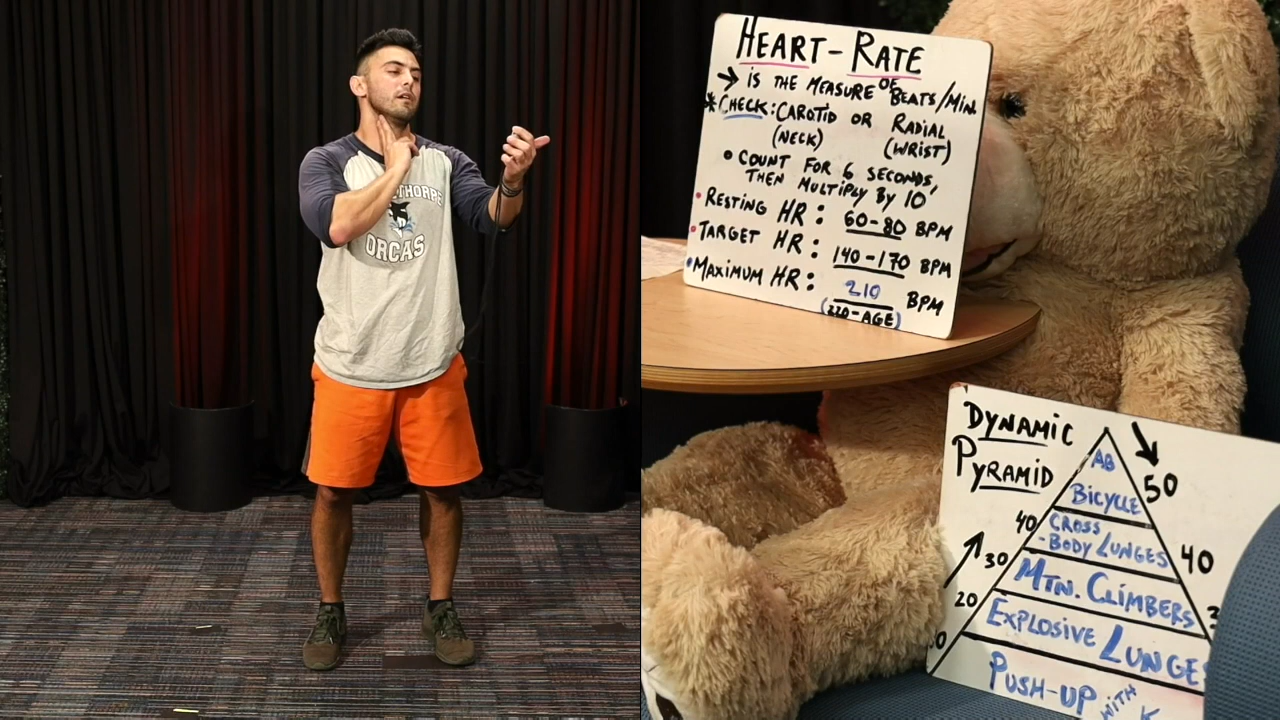 THORPE
ORCAS
HEART-RATE
→ IS THE MEASURE OF BEATS/MIN.
*CHECK: CAROTID OR RADIAL
(NECK) (WRIST)
• COUNT FOR 6 SECONDS,
THEN MULTIPLY BY 10'
• RESTING HR: 60-80 BPM
• TARGET HR: 140-170 BPM
• MAXIMUM HR: 210 BPM
(220-AGE)
DYNAMIC
PYRAMID
AB
BICYCLE
50
40
CROSS
-BODY LUNGES
40
30
MTN. CLIMBERS
20
EXPLOSIVE LUNGE
PUSH-UP WITH